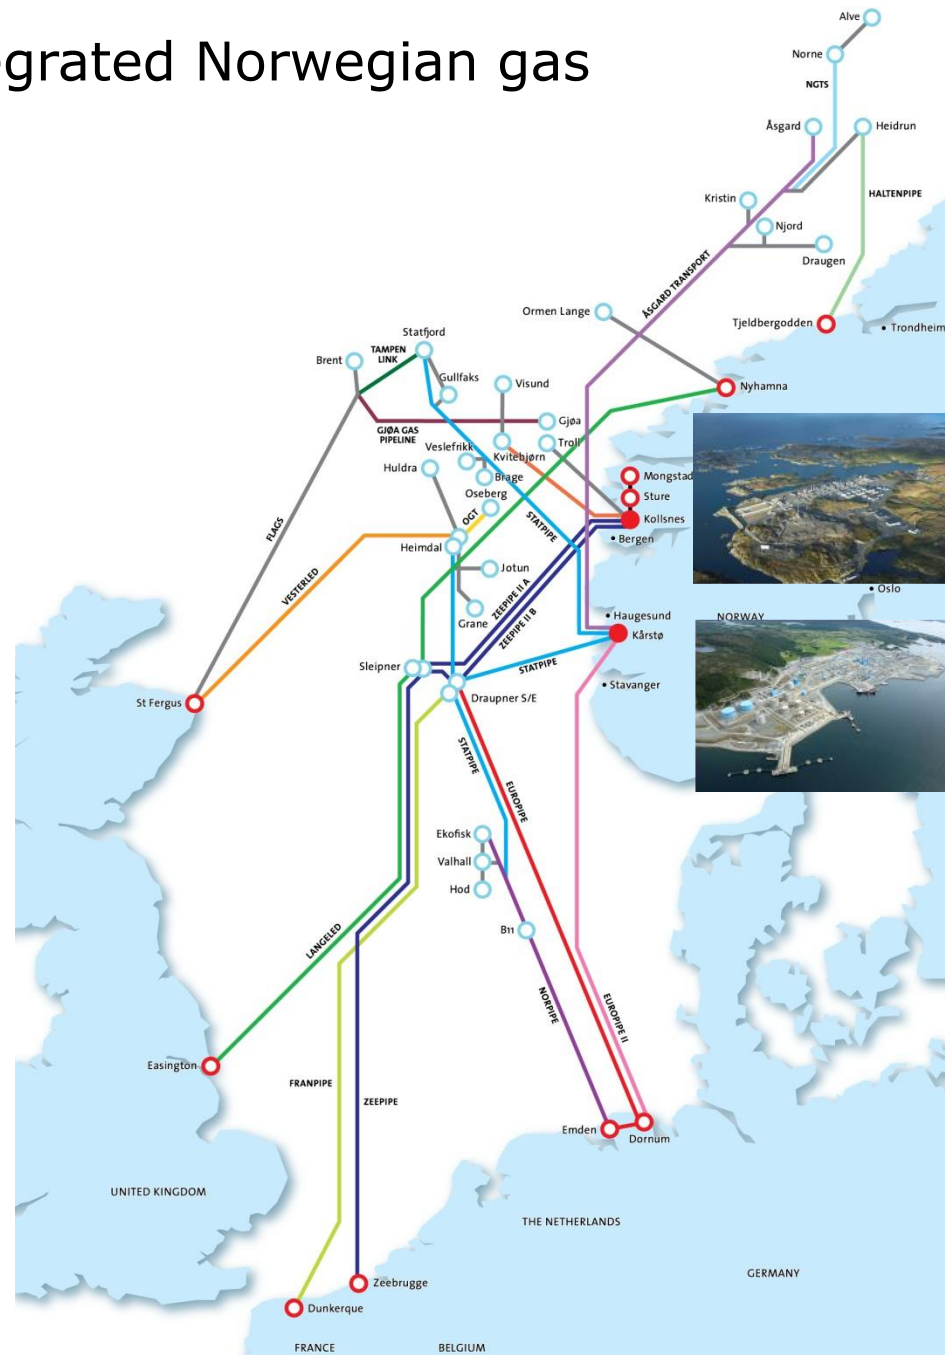 grated Norwegian gas
Alve
Norne
NGTS
Åsgard
Heidrun
HALTENPIPE
Kristin
Njord
Draugen
ÅSGARD TRANSPORT
Ormen Lange
Tjeldbergodden
Trondheim
Statfjord
Brent
TAMPEN
LINK
Gullfaks
Visund
Nyhamna
Gjøa
GJØA GAS
PIPELINE
Troll
Veslefrikk
Kvitebjørn
Huldra
Brage
Mongstad
Oseberg
Sture
OGT
STATPIPE
Kollsnes
FLAGS
Heimdal
Bergen
VESTERLED
Jotun
ZEEPIPE II A
Oslo
Grane
ZEEPIPE II B
Haugesund
NORWAY
Kårstø
Sleipner
STATPIPE
Stavanger
St Fergus
Draupner S/E
STATPIPE
EUROPIPE
Ekofisk
Valhall
Hod
B11
LANGELED
NORPIPE
EUROPIPE II
Easington
FRANPIPE
ZEEPIPE
Emden
Dornum
UNITED KINGDOM
THE NETHERLANDS
GERMANY
Zeebrugge
Dunkerque
FRANCE
BELGIUM